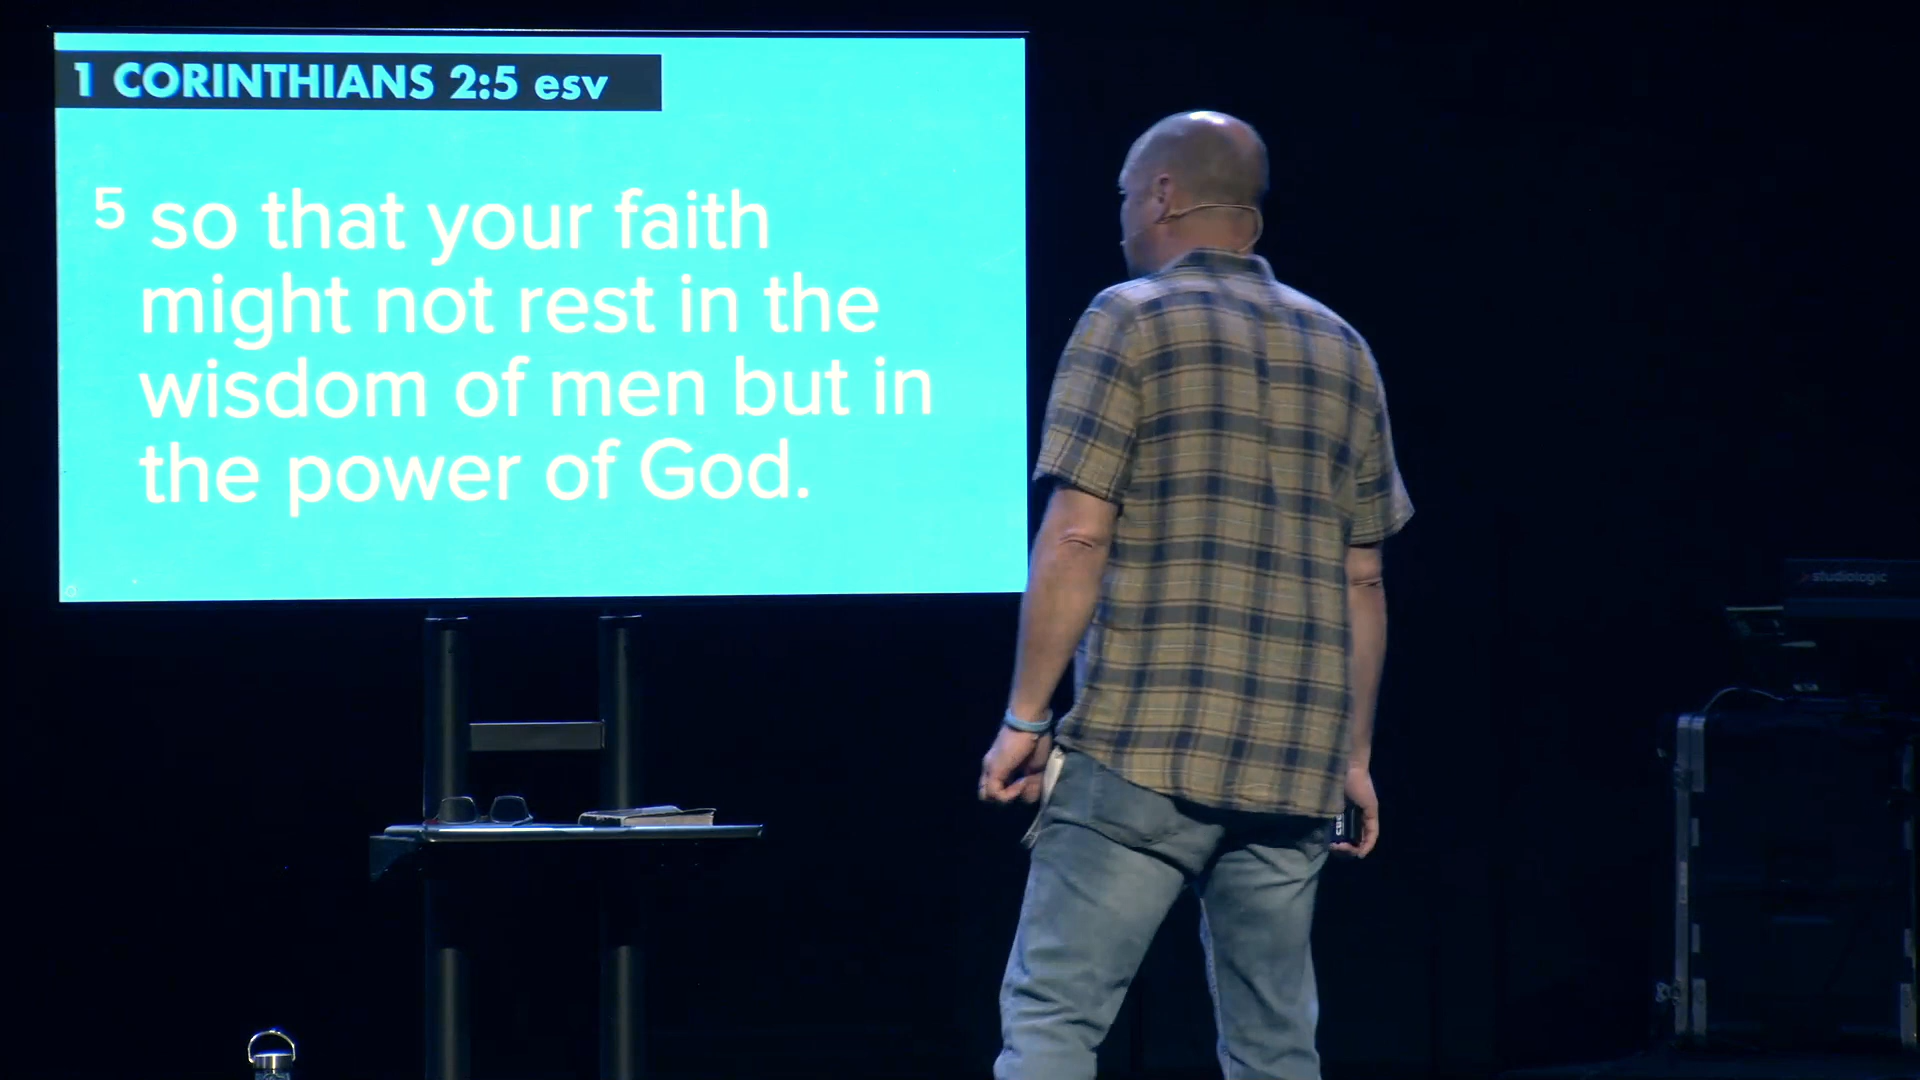 1 CORINTHIANS 2:5 esv
5 so that your faith
might not rest in the
wisdom of men but in
the power of God.
studiologic